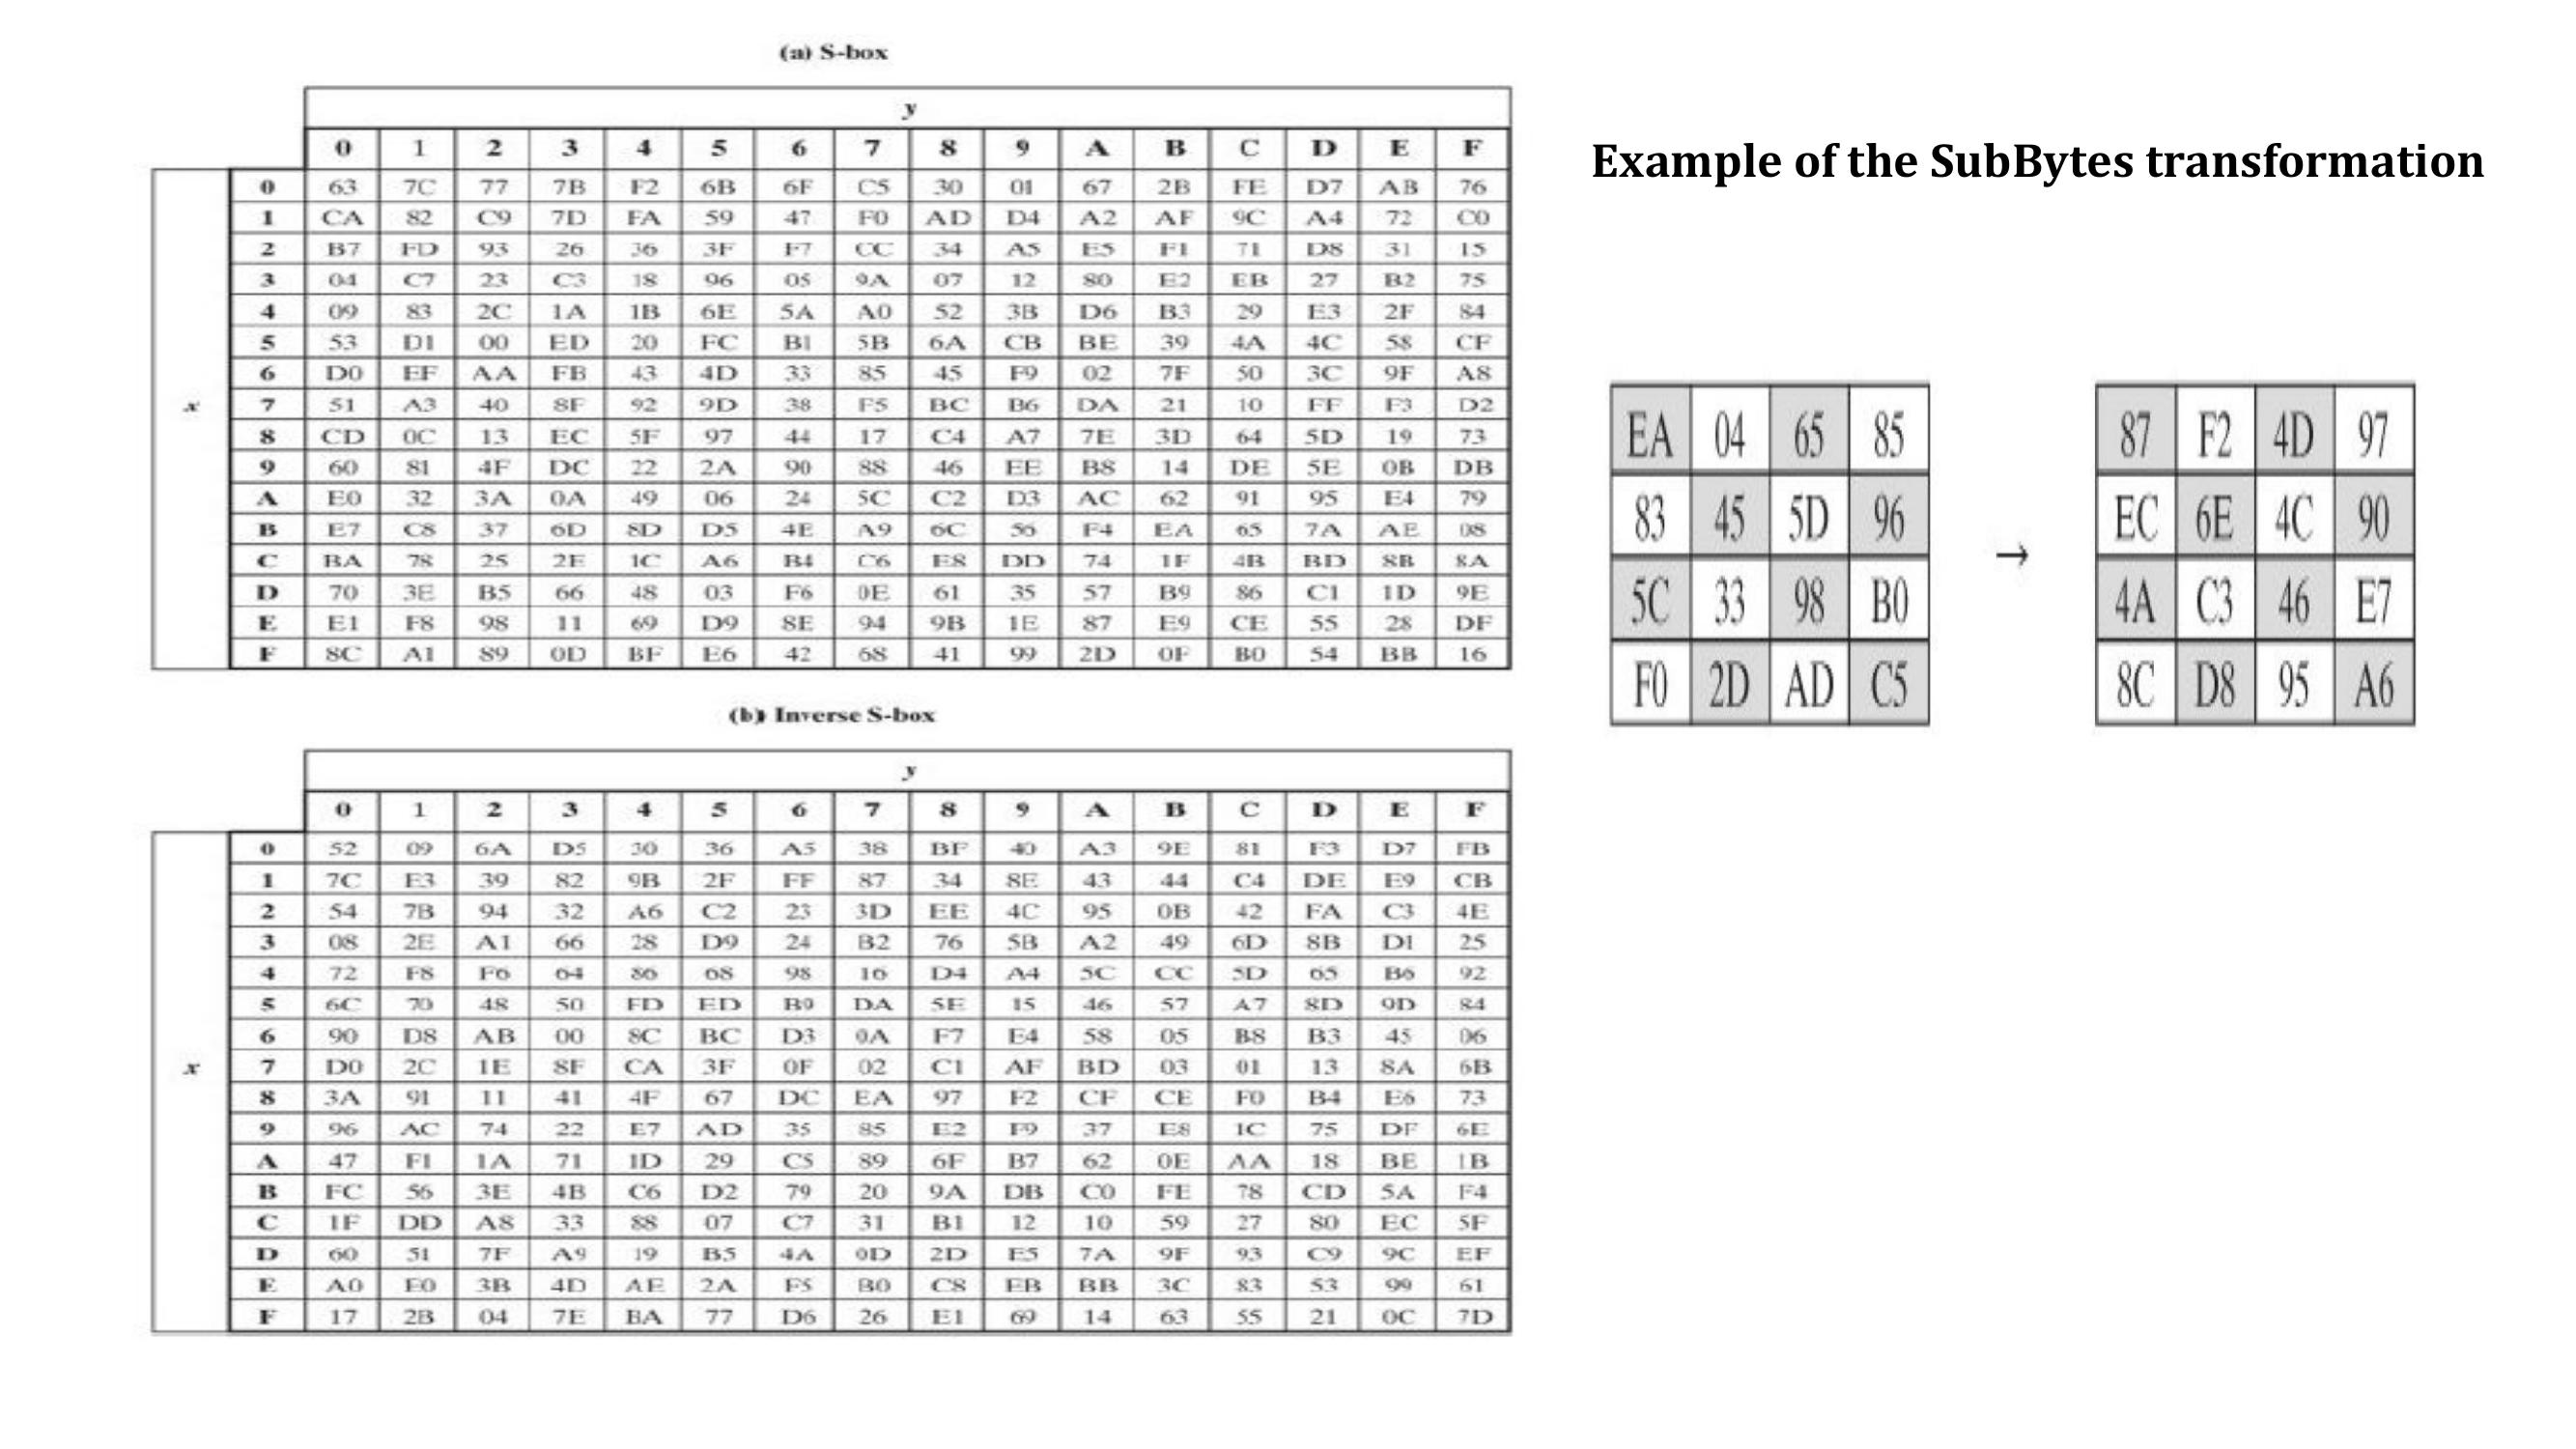 (a) S-box
y
0 1 2 3 4 5 6 7 8 9 A B C D E F
0 63 7C 77 7B F2 6B 6F C5 30 01 67 2B FE D7 AB 76
1 CA 82 C9 7D FA 59 47 F0 AD D4 A2 AF 9C A4 72 C0
2 B7 FD 93 26 36 3F F7 CC 34 A5 E5 F1 71 D8 31 15
3 04 C7 23 C3 18 96 05 9A 07 12 80 E2 EB 27 B2 75
4 09 83 2C 1A 1B 6E 5A A0 52 3B D6 B3 29 E3 2F 84
5 53 D1 00 ED 20 FC B1 5B 6A CB BE 39 4A 4C 58 CF
6 D0 EF AA FB 43 4D 33 85 45 F9 02 7F 50 3C 9F A8
x 7 51 A3 40 8F 92 9D 38 F5 BC B6 DA 21 10 FF F3 D2
8 CD 0C 13 EC 5F 97 44 17 C4 A7 7E 3D 64 5D 19 73
9 60 81 4F DC 22 2A 90 88 46 EE B8 14 DE 5E 0B DB
A E0 32 3A 0A 49 06 24 5C C2 D3 AC 62 91 95 E4 79
B E7 C8 37 6D 8D D5 4E A9 6C 56 F4 EA 65 7A AE 08
C BA 78 25 2E 1C A6 B4 C6 E8 DD 74 1F 4B BD 8B 8A
D 70 3E B5 66 48 03 F6 0E 61 35 57 B9 86 C1 1D 9E
E E1 F8 98 11 69 D9 8E 94 9B 1E 87 E9 CE 55 28 DF
F 8C A1 89 0D BF E6 42 68 41 99 2D 0F B0 54 BB 16
(b) Inverse S-box
y
0 1 2 3 4 5 6 7 8 9 A B C D E F
0 52 09 6A D5 30 36 A5 38 BF 40 A3 9E 81 F3 D7 FB
1 7C E3 39 82 9B 2F FF 87 34 8E 43 44 C4 DE E9 CB
2 54 7B 94 32 A6 C2 23 3D EE 4C 95 0B 42 FA C3 4E
3 08 2E A1 66 28 D9 24 B2 76 5B A2 49 6D 8B D1 25
4 72 F8 F6 64 86 68 98 16 D4 A4 5C CC 5D 65 B6 92
5 6C 70 48 50 FD ED B9 DA 5E 15 46 57 A7 8D 9D 84
6 90 D8 AB 00 8C BC D3 0A F7 E4 58 05 B8 B3 45 06
x 7 D0 2C 1E 8F CA 3F 0F 02 C1 AF BD 03 01 13 8A 6B
8 3A 91 11 41 4F 67 DC EA 97 F2 CF CE F0 B4 E6 73
9 96 AC 74 22 E7 AD 35 85 E2 F9 37 E8 1C 75 DF 6E
A 47 F1 1A 71 1D 29 C5 89 6F B7 62 0E AA 18 BE 1B
B FC 56 3E 4B C6 D2 79 20 9A DB C0 FE 78 CD 5A F4
C 1F DD A8 33 88 07 C7 31 B1 12 10 59 27 80 EC 5F
D 60 51 7F A9 19 B5 4A 0D 2D E5 7A 9F 93 C9 9C EF
E A0 E0 3B 4D AE 2A F5 B0 C8 EB BB 3C 83 53 99 61
F 17 2B 04 7E BA 77 D6 26 E1 69 14 63 55 21 0C 7D
Example of the SubBytes transformation
EA 04 65 85
83 45 5D 96
5C 33 98 B0
F0 2D AD C5
→
87 F2 4D 97
EC 6E 4C 90
4A C3 46 E7
8C D8 95 A6